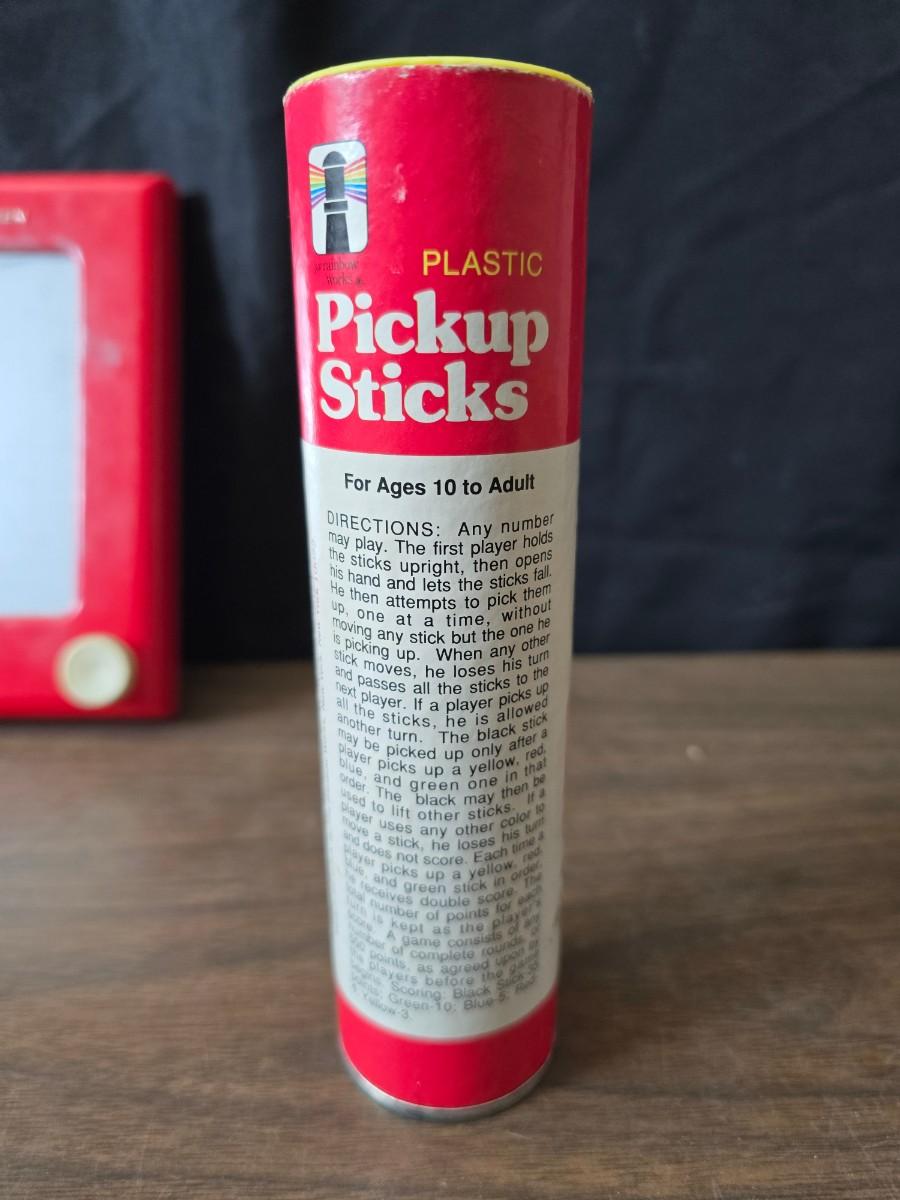 rainbow
works
PLASTIC
Pickup
Sticks
For Ages 10 to Adult
DIRECTIONS: Any number
may play. The first player holds
the sticks upright, then opens
his hand and lets the sticks fall.
He then attempts to pick them
up, one at a time, without
moving any stick but the one he
is picking up. When any other
stick moves, he loses his turn
and passes all the sticks to the
next player. If a player picks up
all the sticks, he is allowed
another turn. The black stick
may be picked up only after a
player picks up a yellow, red,
blue, and green one in that
order. The black may then be
used to lift other sticks. If a
player uses any other color to
move a stick, he loses his turn
and does not score. Each time a
player picks up a yellow, red,
blue, and green stick in order,
he receives double score. The
total number of points for each
turn is kept as the player's
score. A game consists of any
number of complete rounds, or
500 points, as agreed upon by
the players before the game
begins. Scoring: Black Stick-
points; Green-10; Blue-5; Red-
Yellow-3.